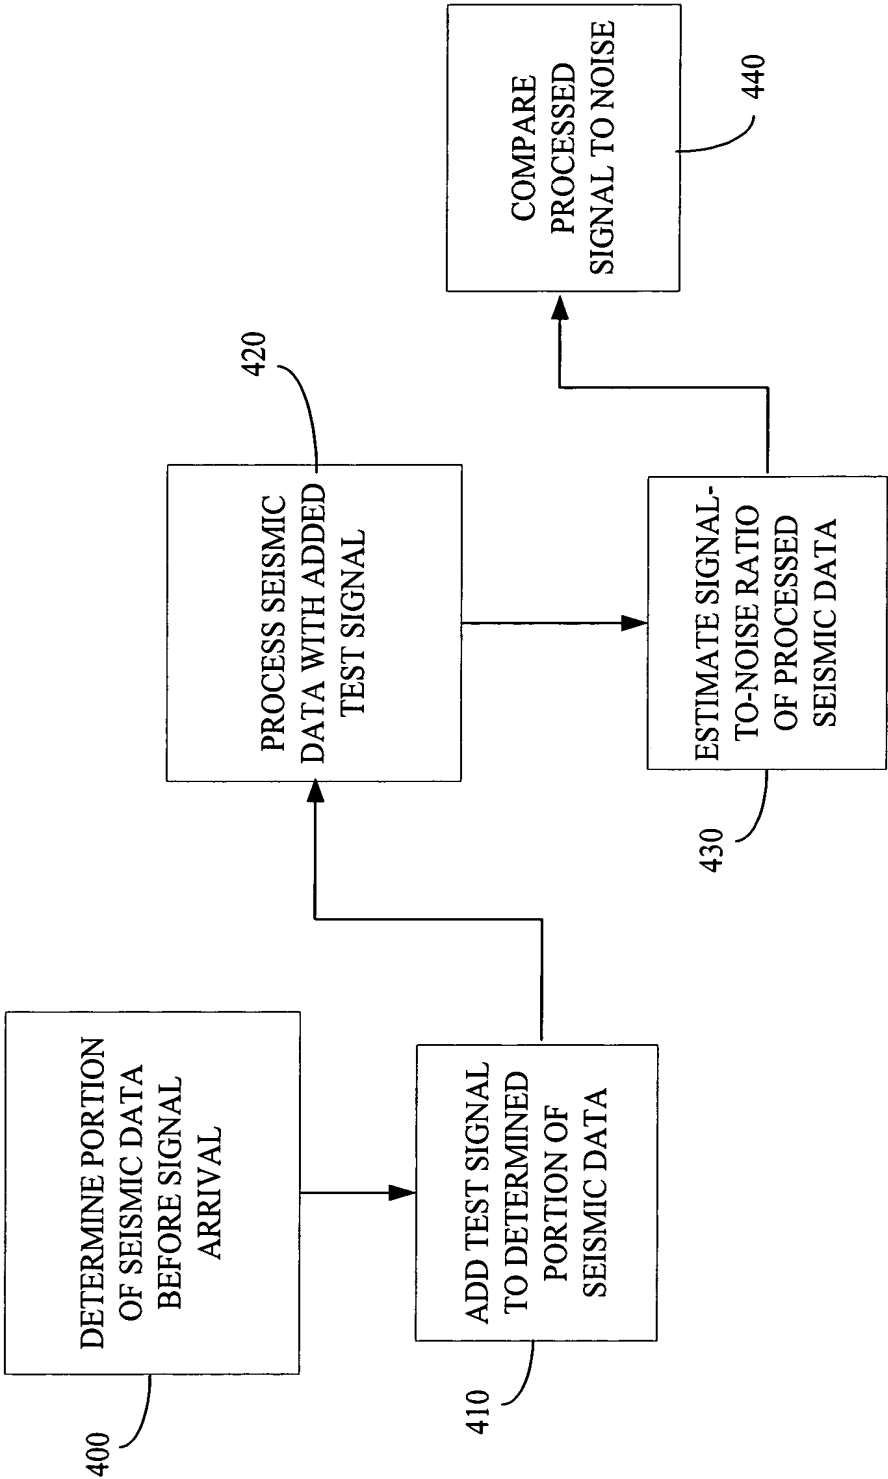 400
DETERMINE PORTION
OF SEISMIC DATA
BEFORE SIGNAL
ARRIVAL
410
ADD TEST SIGNAL
TO DETERMINED
PORTION OF
SEISMIC DATA
420
PROCESS SEISMIC
DATA WITH ADDED
TEST SIGNAL
430
ESTIMATE SIGNAL-
TO-NOISE RATIO
OF PROCESSED
SEISMIC DATA
440
COMPARE
PROCESSED
SIGNAL TO NOISE